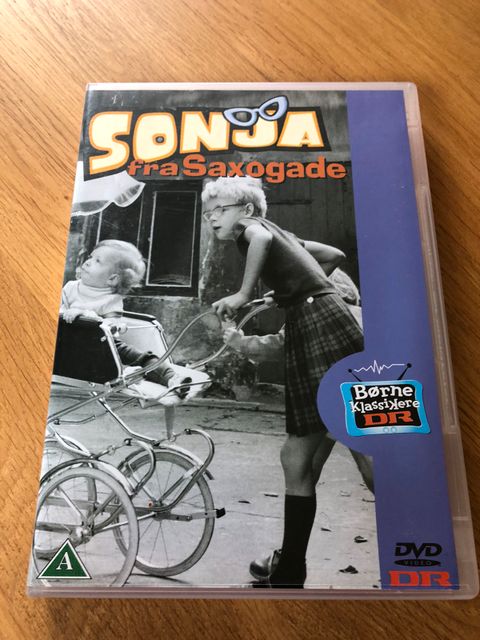 SONJA
fra Saxogade
Børne
Klassikere
DR
A
DVD
VIDEO
DR